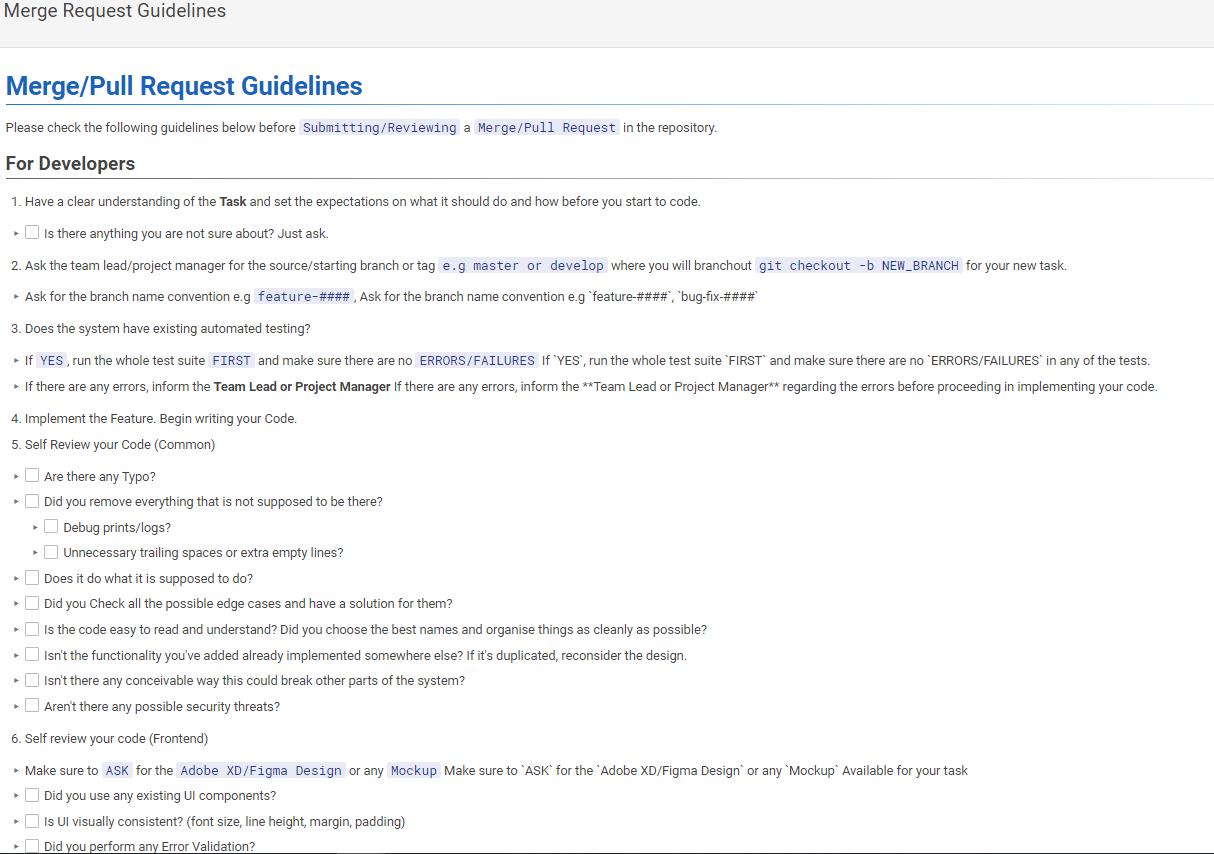 Merge Request Guidelines
Merge/Pull Request Guidelines
Please check the following guidelines below before Submitting/Reviewing a Merge/Pull Request in the repository.
For Developers
1. Have a clear understanding of the Task and set the expectations on what it should do and how before you start to code.
Is there anything you are not sure about? Just ask.
2. Ask the team lead/project manager for the source/starting branch or tag e.g master or develop where you will branchout git checkout -b NEW_BRANCH for your new task.
Ask for the branch name convention e.g feature-####, Ask for the branch name convention e.g `feature-####`, `bug-fix-####`
3. Does the system have existing automated testing?
If YES, run the whole test suite FIRST and make sure there are no ERRORS/FAILURES If `YES`, run the whole test suite `FIRST` and make sure there are no `ERRORS/FAILURES` in any of the tests.
If there are any errors, inform the Team Lead or Project Manager If there are any errors, inform the **Team Lead or Project Manager** regarding the errors before proceeding in implementing your code.
4. Implement the Feature. Begin writing your Code.
5. Self Review your Code (Common)
Are there any Typo?
Did you remove everything that is not supposed to be there?
Debug prints/logs?
Unnecessary trailing spaces or extra empty lines?
Does it do what it is supposed to do?
Did you Check all the possible edge cases and have a solution for them?
Is the code easy to read and understand? Did you choose the best names and organise things as cleanly as possible?
Isn't the functionality you've added already implemented somewhere else? If it's duplicated, reconsider the design.
Isn't there any conceivable way this could break other parts of the system?
Aren't there any possible security threats?
6. Self review your code (Frontend)
Make sure to ASK for the Adobe XD/Figma Design or any Mockup Make sure to `ASK` for the `Adobe XD/Figma Design` or any `Mockup` Available for your task
Did you use any existing UI components?
Is UI visually consistent? (font size, line height, margin, padding)
Did you perform any Error Validation?